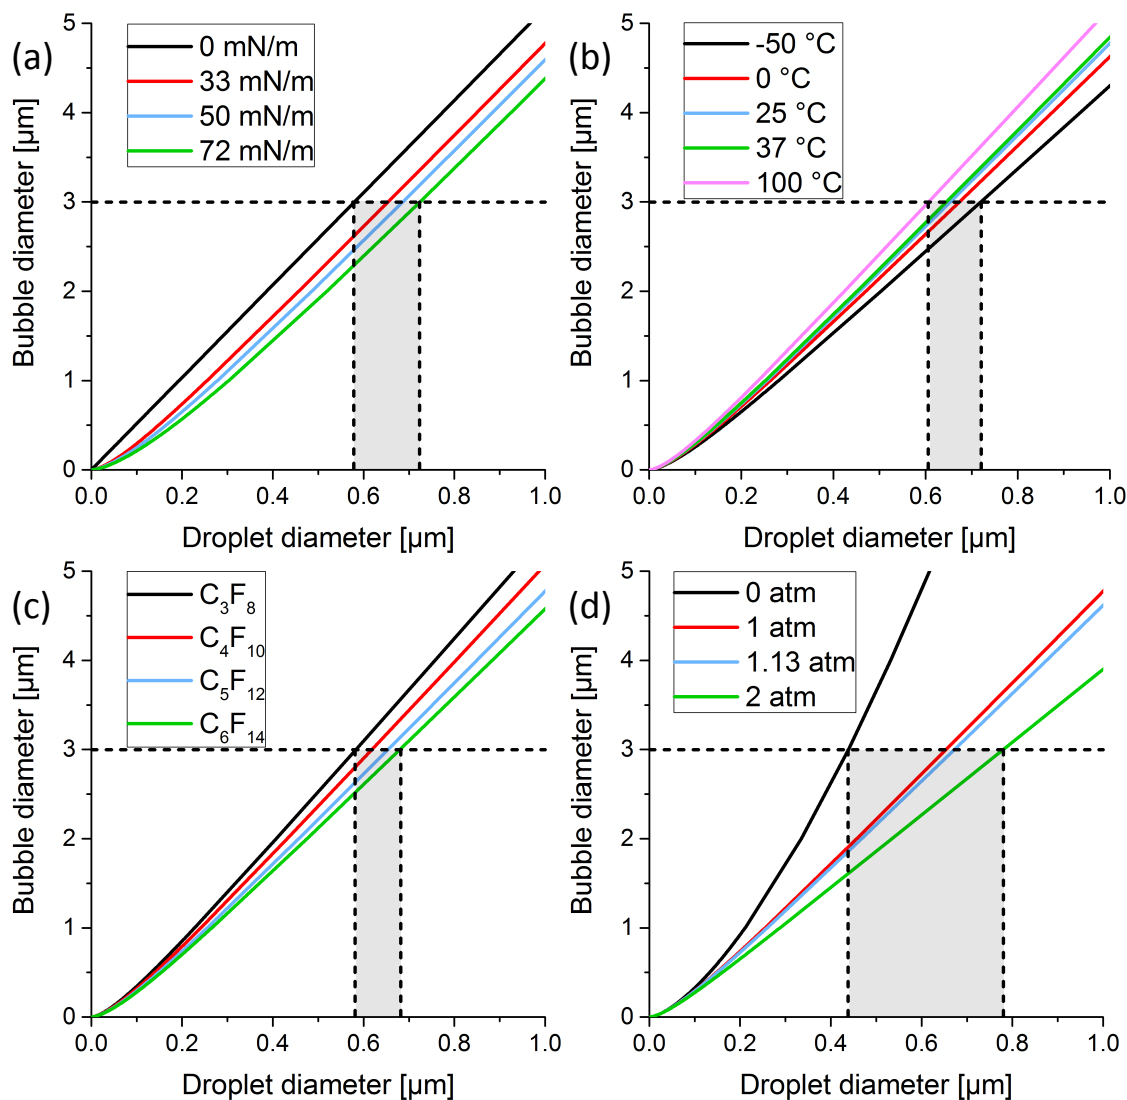 (a)
0 mN/m
33 mN/m
50 mN/m
72 mN/m
5
4
3
2
1
0
Bubble diameter [µm]
0.0 0.2 0.4 0.6 0.8 1.0
Droplet diameter [µm]
(b)
-50 °C
0 °C
25 °C
37 °C
100 °C
5
4
3
2
1
0
Bubble diameter [µm]
0.0 0.2 0.4 0.6 0.8 1.0
Droplet diameter [µm]
(c)
C₃F₈
C₄F₁₀
C₅F₁₂
C₆F₁₄
5
4
3
2
1
0
Bubble diameter [µm]
0.0 0.2 0.4 0.6 0.8 1.0
Droplet diameter [µm]
(d)
0 atm
1 atm
1.13 atm
2 atm
5
4
3
2
1
0
Bubble diameter [µm]
0.0 0.2 0.4 0.6 0.8 1.0
Droplet diameter [µm]